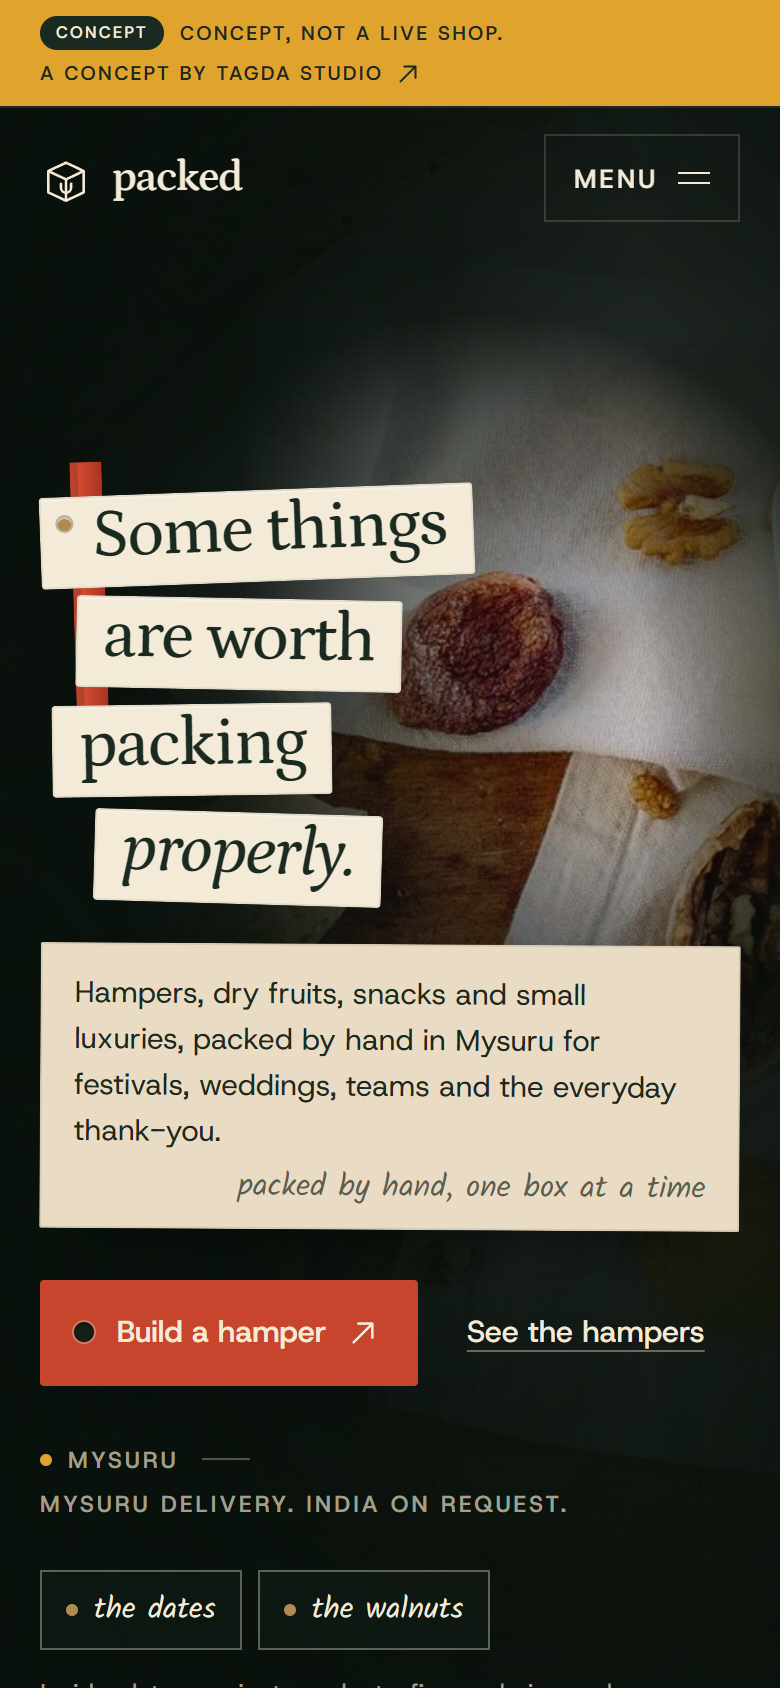 CONCEPT CONCEPT, NOT A LIVE SHOP.
A CONCEPT BY TAGDA STUDIO
packed
MENU
Some things
are worth
packing
properly.
Hampers, dry fruits, snacks and small
luxuries, packed by hand in Mysuru for
festivals, weddings, teams and the everyday
thank-you.
packed by hand, one box at a time
Build a hamper
See the hampers
MYSURU
MYSURU DELIVERY. INDIA ON REQUEST.
the dates
the walnuts